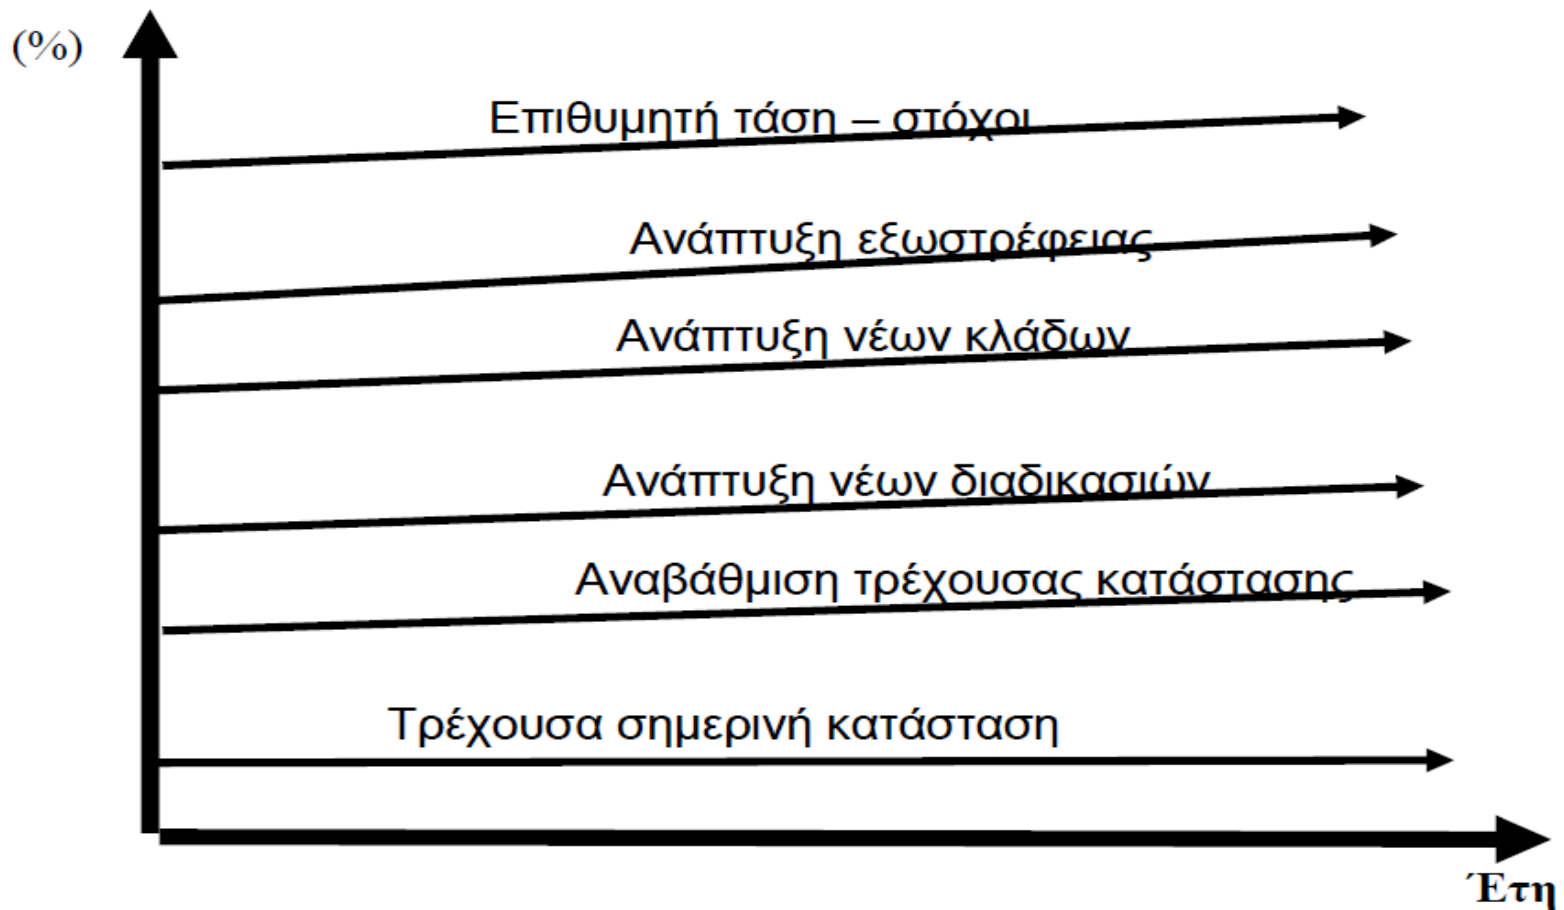 (%)
Επιθυμητή τάση – στόχοι
Ανάπτυξη εξωστρέφειας
Ανάπτυξη νέων κλάδων
Ανάπτυξη νέων διαδικασιών
Αναβάθμιση τρέχουσας κατάστασης
Τρέχουσα σημερινή κατάσταση
Έτη